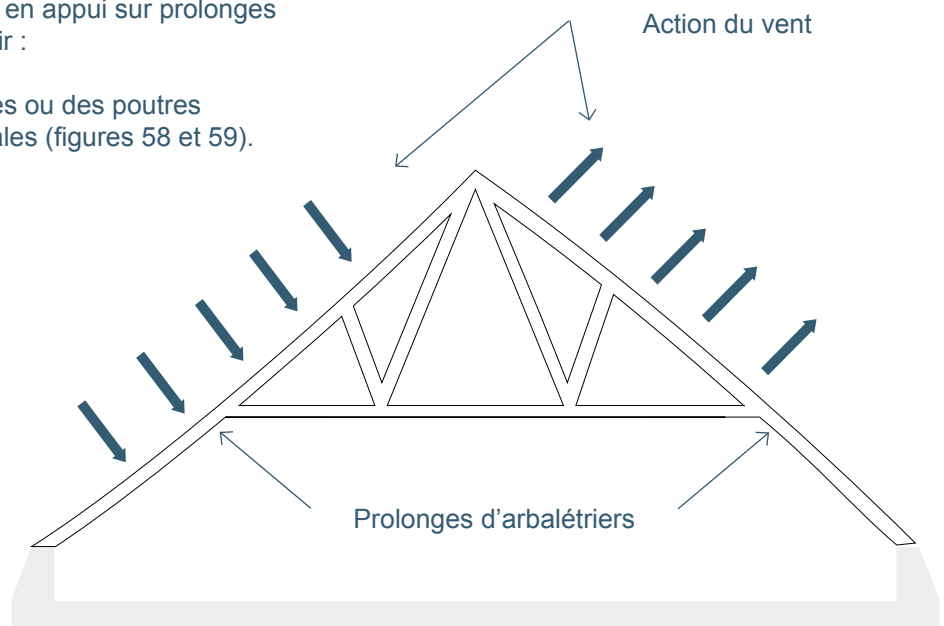 en appui sur prolonges
ir :
es ou des poutres
ales (figures 58 et 59).
Action du vent
Prolonges d’arbalétriers